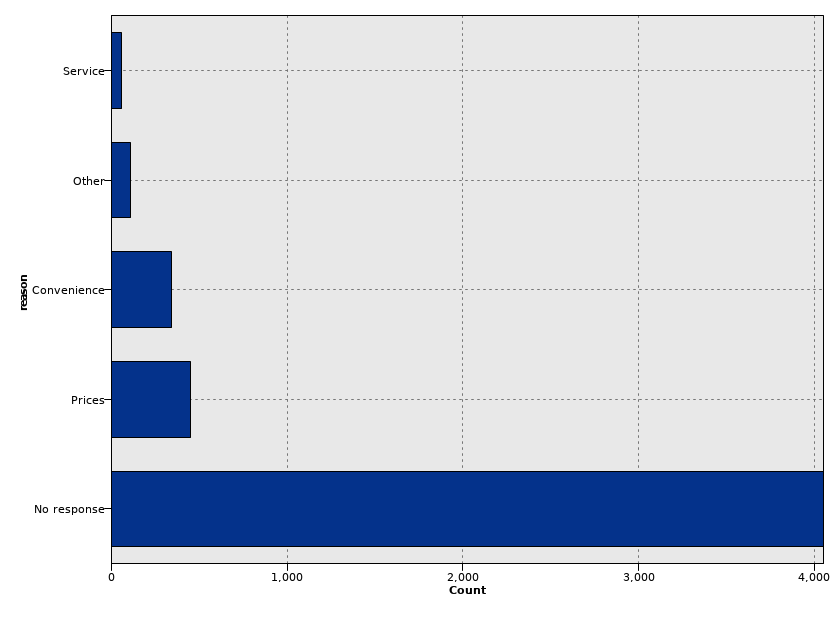 Service
Other
Convenience
reason
Prices
No response
0 1,000 2,000 3,000 4,000
Count